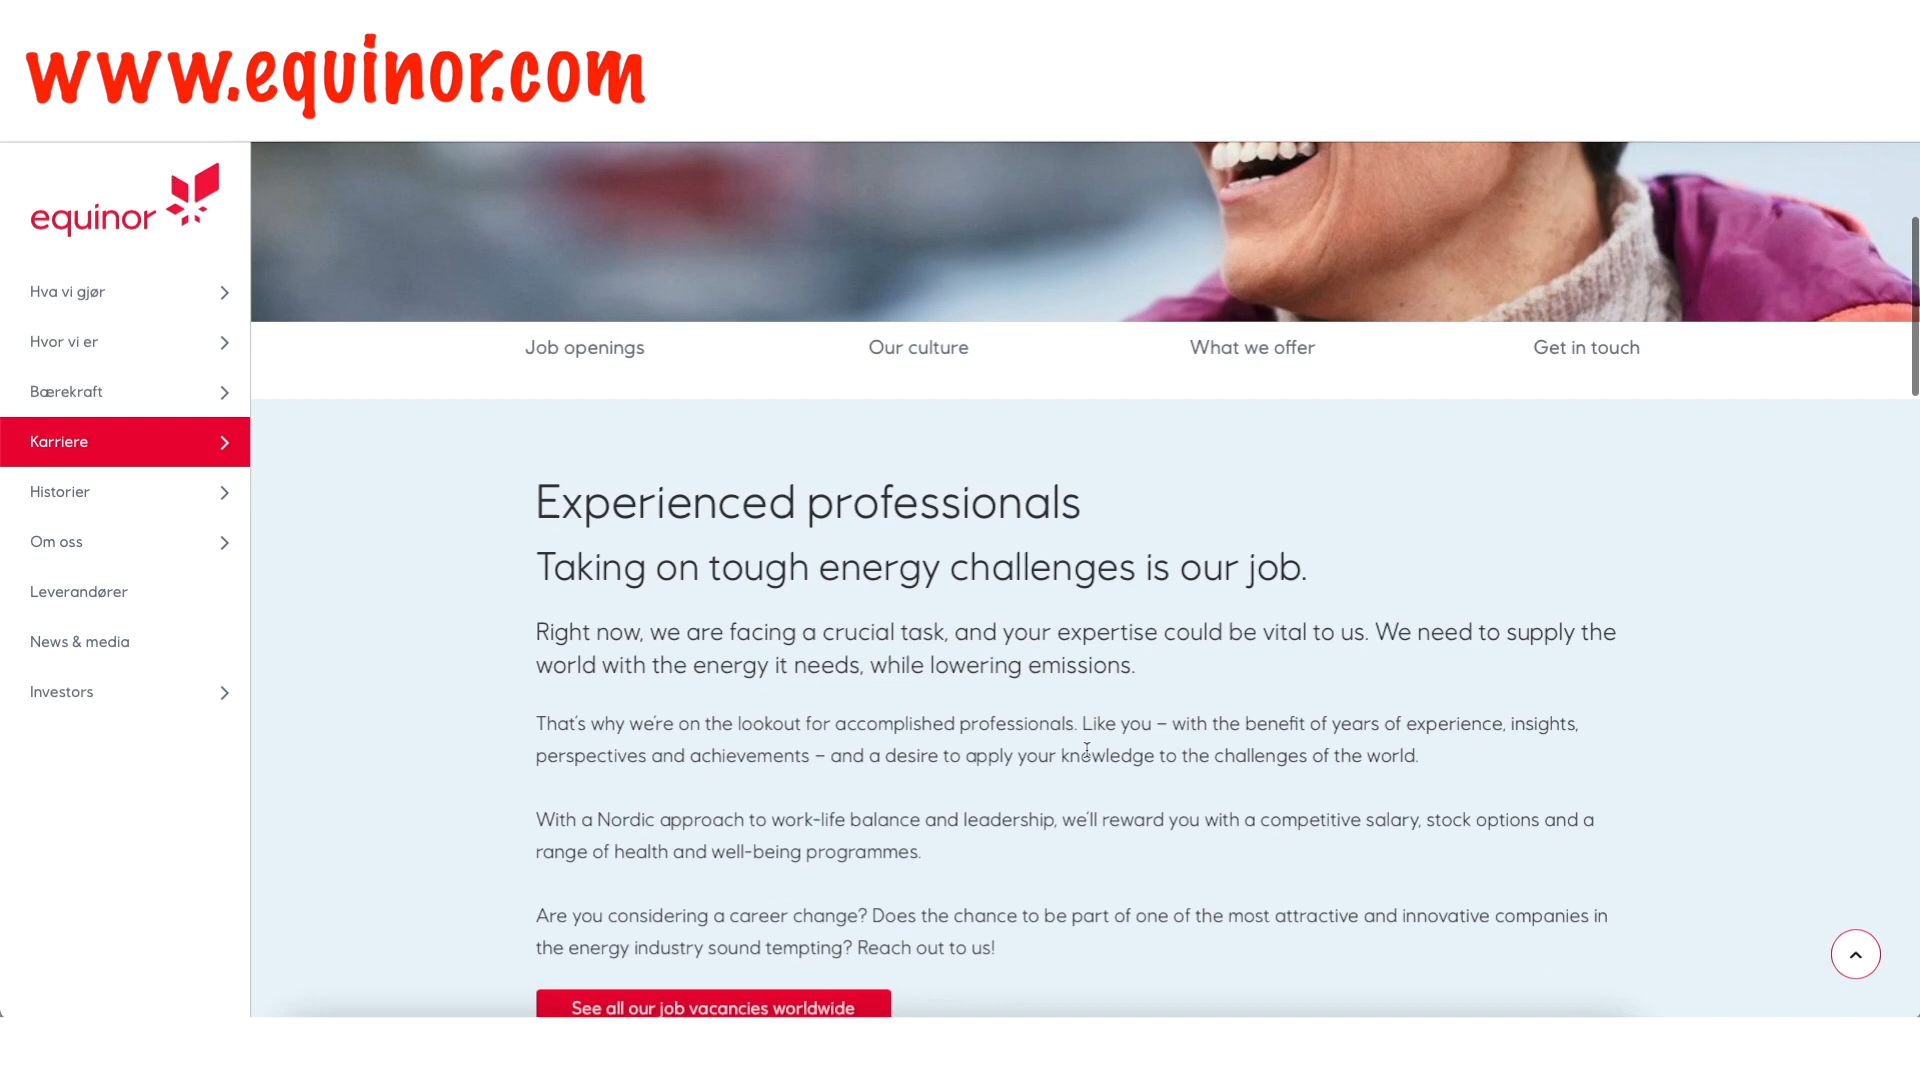 www.equinor.com
equinor
Hva vi gjør
Hvor vi er
Bærekraft
Karriere
Historier
Om oss
Leverandører
News & media
Investors
Job openings
Our culture
What we offer
Get in touch
Experienced professionals
Taking on tough energy challenges is our job.
Right now, we are facing a crucial task, and your expertise could be vital to us. We need to supply the
world with the energy it needs, while lowering emissions.
That's why we're on the lookout for accomplished professionals. Like you – with the benefit of years of experience, insights,
perspectives and achievements – and a desire to apply your knowledge to the challenges of the world.
With a Nordic approach to work-life balance and leadership, we'll reward you with a competitive salary, stock options and a
range of health and well-being programmes.
Are you considering a career change? Does the chance to be part of one of the most attractive and innovative companies in
the energy industry sound tempting? Reach out to us!
See all our job vacancies worldwide